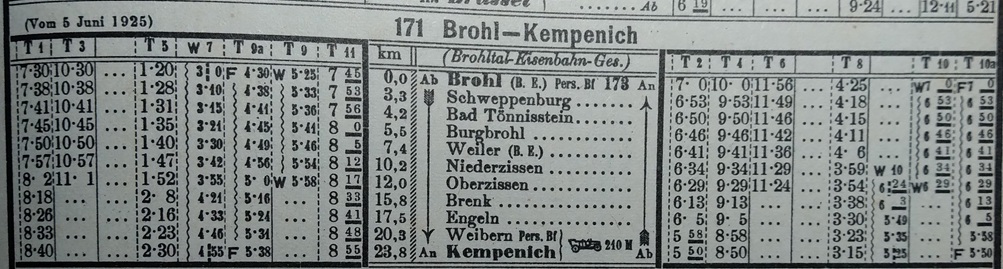 Ab 6 19 ... ... 9·24 ... 12·11 5·21
(Vom 5 Juni 1925) 171 Brohl—Kempenich
T 1 T 3 T 5 W 7 T 9a T 9 T 11 km (Brohltal-Eisenbahn-Ges.) T 2 T 4 T 6 T 8 T 10 T 10a
7·30 10·30 ... 1·20 3 0 F 4·30 W 5·25 7 45 0,0 Ab Brohl (B. E.) Pers. Bf 173 An 7· 0 10· 0 11·56 ... 4·25 ... W7 0 F7 0
7·38 10·38 ... 1·28 3·10 4·38 5·33 7 53 3,3 Schweppenburg 6·53 9·53 11·49 ... 4·18 ... 6 53 6 53
7·41 10·41 ... 1·31 3·15 4·41 5·36 7 56 4,2 Bad Tönnisstein 6·50 9·50 11·46 ... 4·15 ... 6 50 6 50
7·45 10·45 ... 1·35 3·21 4·45 5·41 8 0 5,5 Burgbrohl 6·46 9·46 11·42 ... 4·11 ... 6 46 6 46
7·50 10·50 ... 1·40 3·30 4·49 5·46 8 5 7,4 Weiler (B. E.) 6·41 9·41 11·36 ... 4· 6 ... 6 41 6 41
7·57 10·57 ... 1·47 3·42 4·56 5·54 8 12 10,2 Niederzissen 6·34 9·34 11·29 ... 3·59 W 10 6 34 6 34
8· 2 11· 1 ... 1·52 3·55 5· 0 W 5·58 8 17 12,0 Oberzissen 6·29 9·29 11·24 ... 3·54 6 24 W6 29 6 29
8·18 ... ... 2· 8 4·21 5·16 ... 8 33 15,8 Brenk 6·13 9·13 ... ... 3·38 6 3 ... 6 13
8·26 ... ... 2·16 4·33 5·24 ... 8 41 17,5 Engeln 6· 5 9· 5 ... ... 3·30 5·49 ... 6 5
8·33 ... ... 2·23 4·46 5·31 ... 8 48 20,3 Weibern Pers. Bf 210 M 5 58 8·58 ... ... 3·23 5·35 ... 5·58
8·40 ... ... 2·30 4 55 F 5·38 ... 8 55 23,8 An Kempenich Ab 5 50 8·50 ... ... 3·15 5·25 ... F 5·50